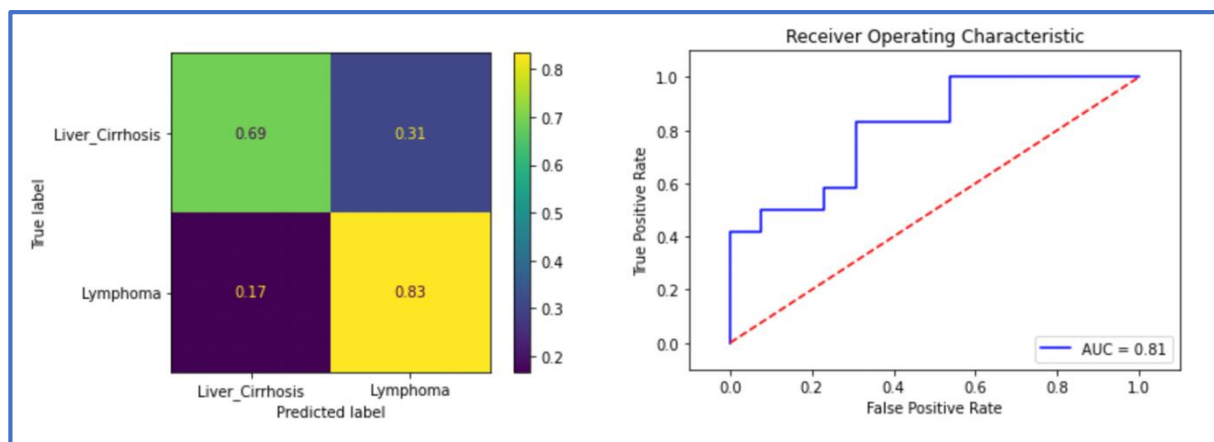 Liver_Cirrhosis
Lymphoma
True label
0.69
0.31
0.17
0.83
Liver_Cirrhosis
Lymphoma
Predicted label
0.8
0.7
0.6
0.5
0.4
0.3
0.2
Receiver Operating Characteristic
True Positive Rate
1.0
0.8
0.6
0.4
0.2
0.0
AUC = 0.81
0.0
0.2
0.4
0.6
0.8
1.0
False Positive Rate